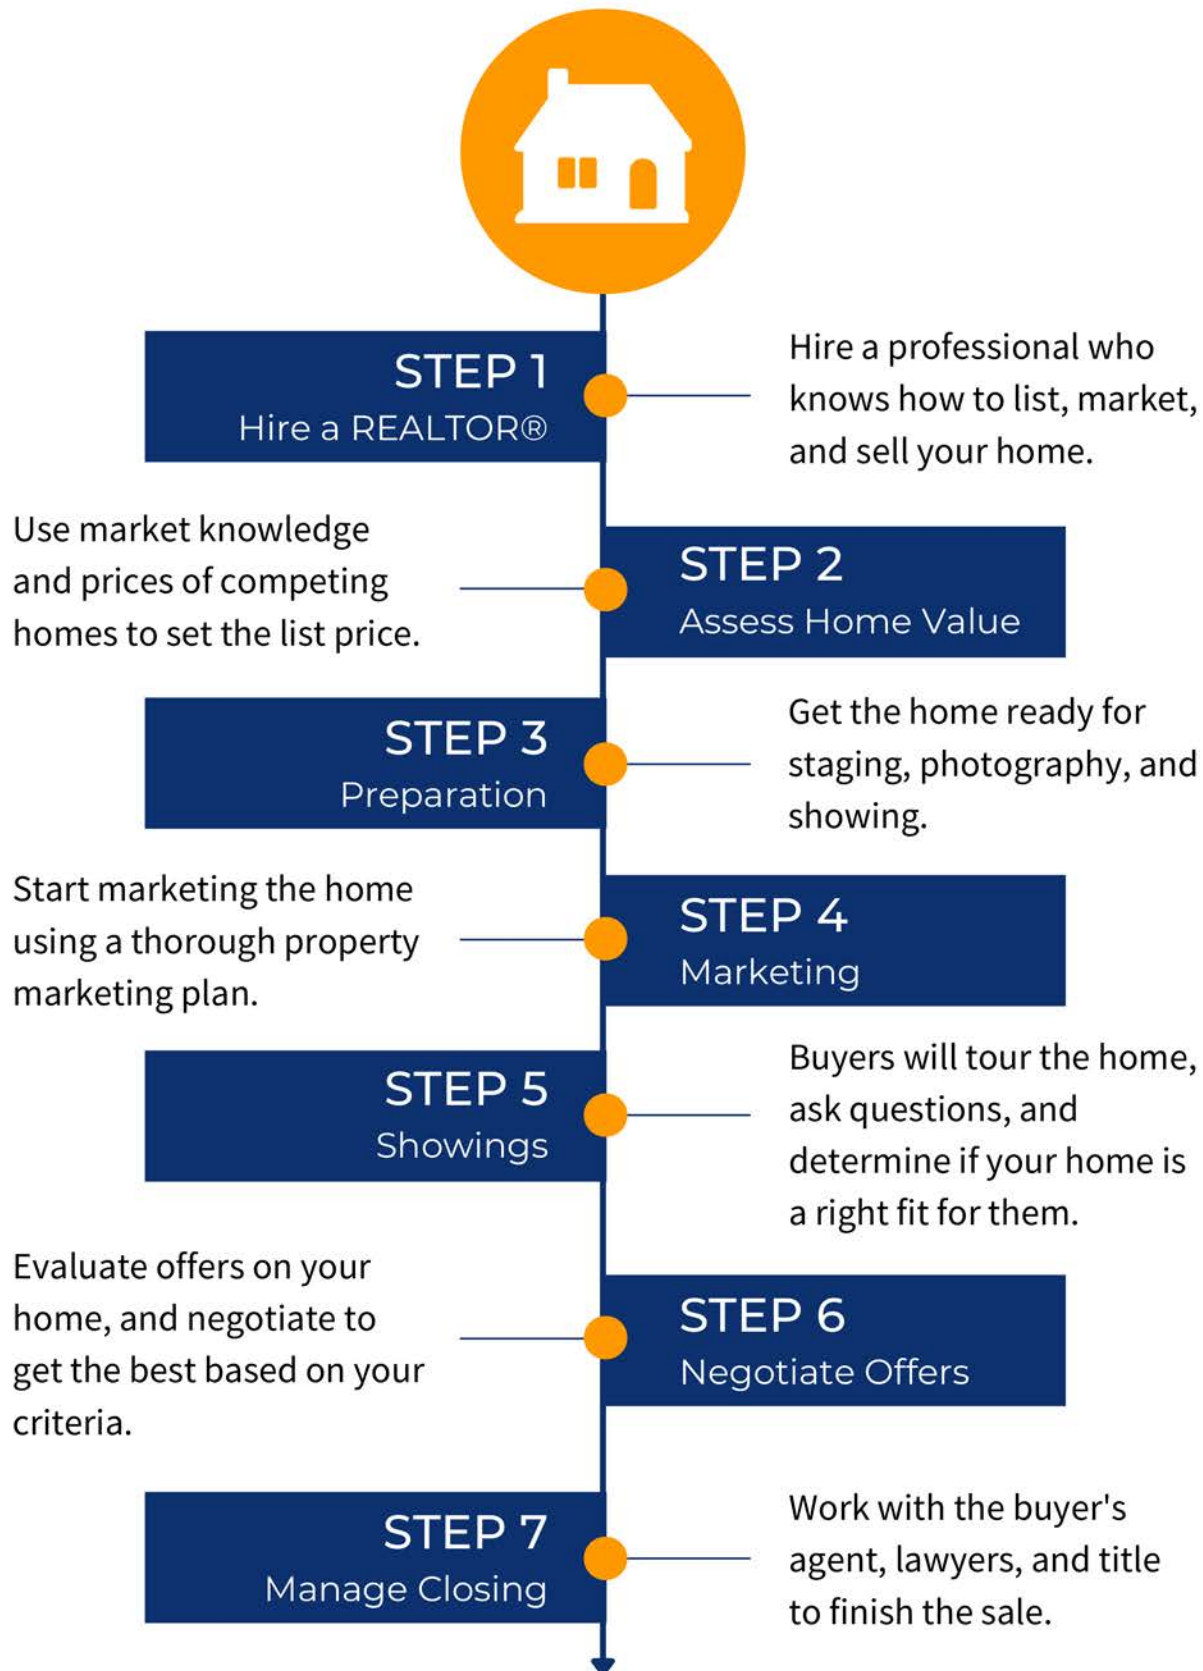 STEP 1
Hire a REALTOR®
Hire a professional who
knows how to list, market,
and sell your home.
STEP 2
Assess Home Value
Use market knowledge
and prices of competing
homes to set the list price.
STEP 3
Preparation
Get the home ready for
staging, photography, and
showing.
STEP 4
Marketing
Start marketing the home
using a thorough property
marketing plan.
STEP 5
Showings
Buyers will tour the home,
ask questions, and
determine if your home is
a right fit for them.
STEP 6
Negotiate Offers
Evaluate offers on your
home, and negotiate to
get the best based on your
criteria.
STEP 7
Manage Closing
Work with the buyer's
agent, lawyers, and title
to finish the sale.